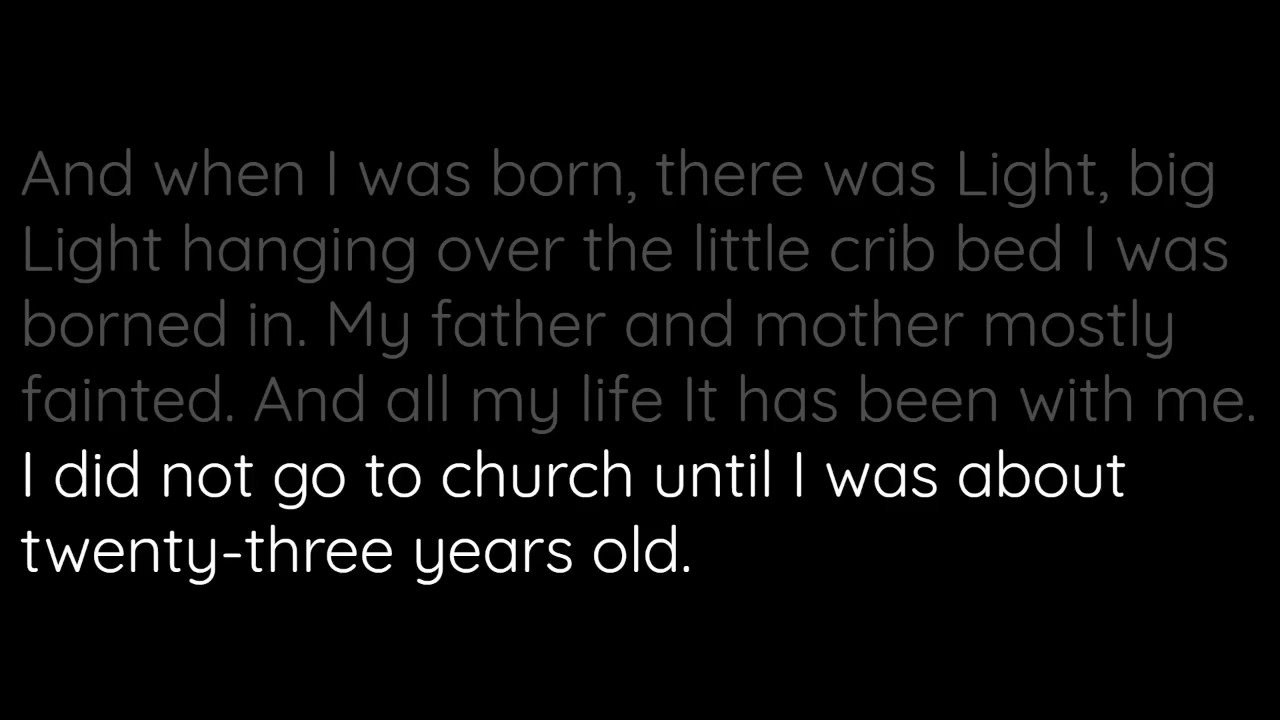 And when I was born, there was Light, big
Light hanging over the little crib bed I was
borned in. My father and mother mostly
fainted. And all my life It has been with me.
I did not go to church until I was about
twenty-three years old.